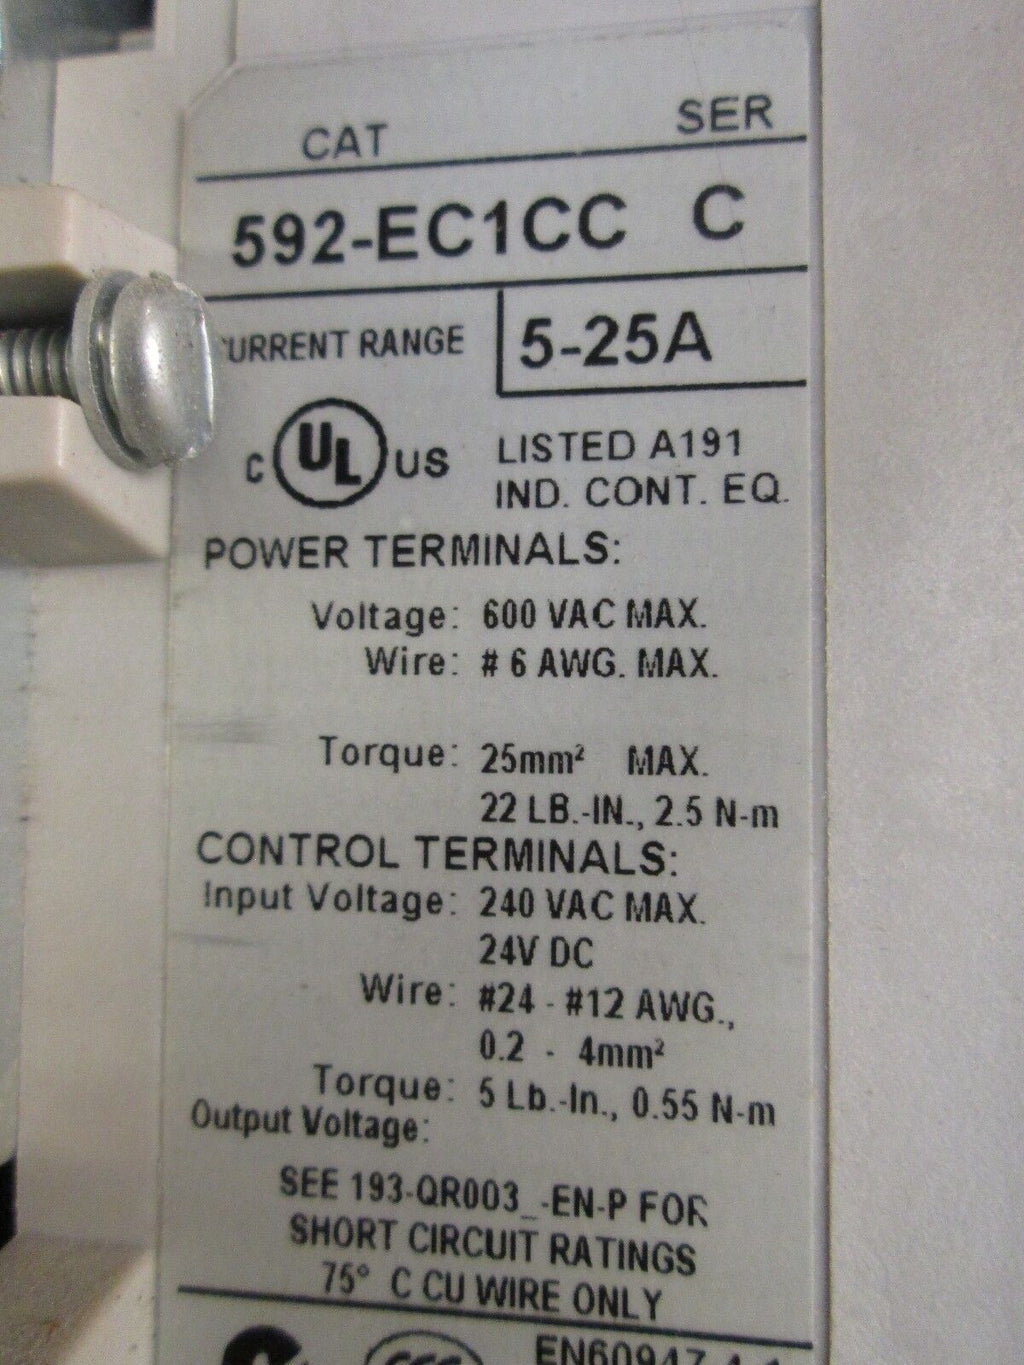 CAT SER
592-EC1CC C
CURRENT RANGE 5-25A
C UL US LISTED A191
IND. CONT. EQ.
POWER TERMINALS:
Voltage: 600 VAC MAX.
Wire: # 6 AWG. MAX.
Torque: 25mm² MAX.
22 LB.-IN., 2.5 N-m
CONTROL TERMINALS:
Input Voltage: 240 VAC MAX.
24V DC
Wire: #24 - #12 AWG.,
0.2 - 4mm²
Torque: 5 Lb.-In., 0.55 N-m
Output Voltage:
SEE 193-QR003_-EN-P FOR
SHORT CIRCUIT RATINGS
75° C CU WIRE ONLY